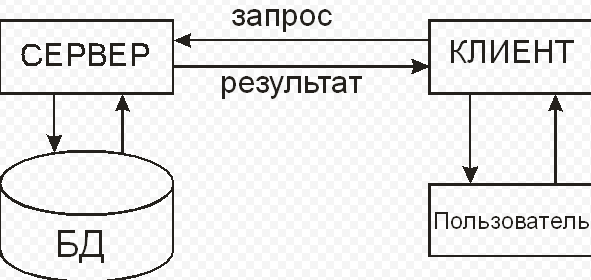 запрос
СЕРВЕР
КЛИЕНТ
результат
БД
Пользователь